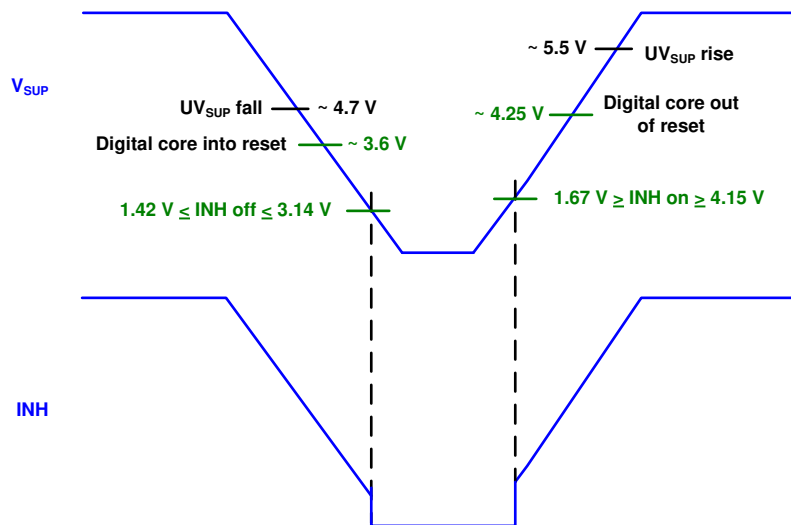 ~ 5.5 V
UVSUP rise
VSUP
UVSUP fall
~ 4.7 V
~ 4.25 V
Digital core out
of reset
Digital core into reset
~ 3.6 V
1.42 V ≤ INH off ≤ 3.14 V
1.67 V ≥ INH on ≥ 4.15 V
INH